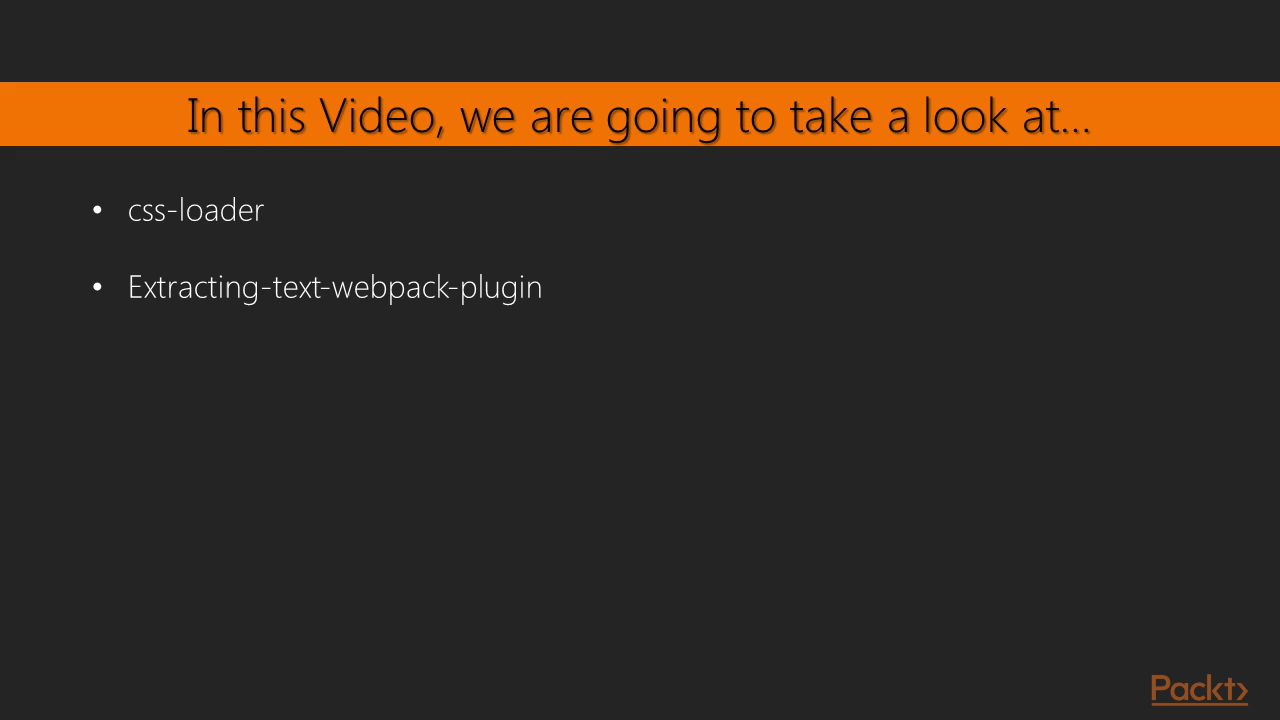 In this Video, we are going to take a look at...
• css-loader
• Extracting-text-webpack-plugin
Packt>